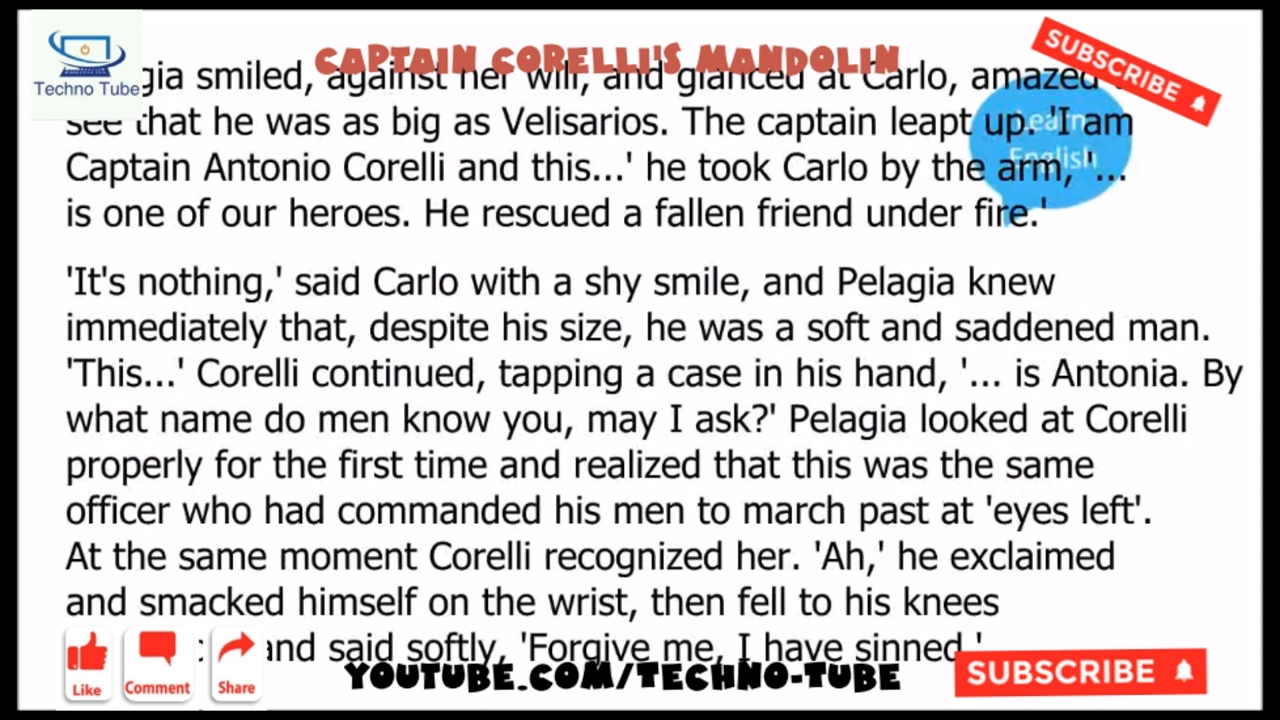 CAPTAIN CORELLI'S MANDOLIN
SUBSCRIBE
Techno Tube
gia smiled, against her will, and glanced at Carlo, amazed
see that he was as big as Velisarios. The captain leapt up. 'I am
Learn
English
Captain Antonio Corelli and this...' he took Carlo by the arm, '...
is one of our heroes. He rescued a fallen friend under fire.'
'It's nothing,' said Carlo with a shy smile, and Pelagia knew
immediately that, despite his size, he was a soft and saddened man.
'This...' Corelli continued, tapping a case in his hand, '... is Antonia. By
what name do men know you, may I ask?' Pelagia looked at Corelli
properly for the first time and realized that this was the same
officer who had commanded his men to march past at 'eyes left'.
At the same moment Corelli recognized her. 'Ah,' he exclaimed
and smacked himself on the wrist, then fell to his knees
and said softly, 'Forgive me, I have sinned.'
Like
Comment
Share
YOUTUBE.COM/TECHNO-TUBE
SUBSCRIBE